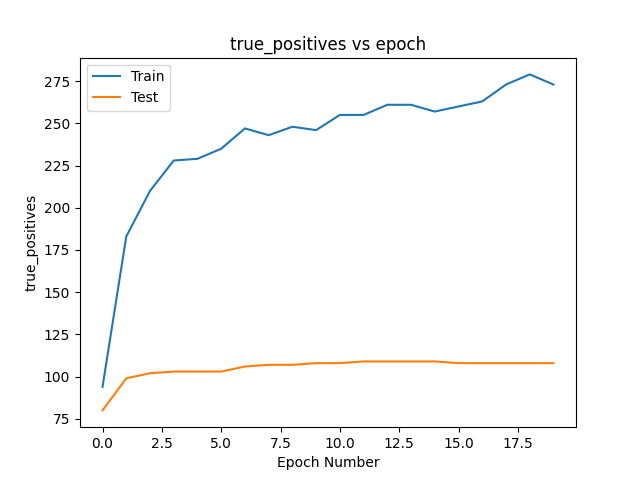 true_positives vs epoch
Train
Test
275
250
225
200
175
150
125
100
75
true_positives
0.0 2.5 5.0 7.5 10.0 12.5 15.0 17.5
Epoch Number